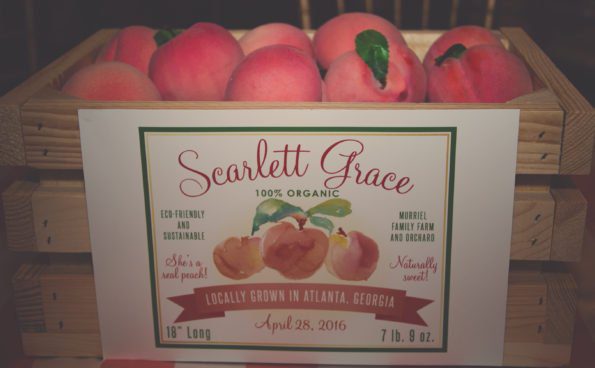 Scarlett Grace
100% ORGANIC
ECO-FRIENDLY
AND
SUSTAINABLE
MURRIEL
FAMILY FARM
AND ORCHARD
She's a
real peach!
Naturally
sweet!
LOCALLY GROWN IN ATLANTA, GEORGIA
April 28, 2016
18" Long
7 lb. 9 oz.